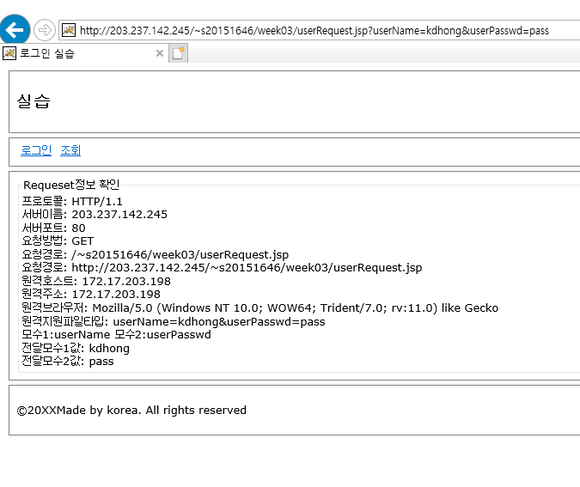 http://203.237.142.245/~s20151646/week03/userRequest.jsp?userName=kdhong&userPasswd=pass
로그인 실습
실습
로그인 조회
Requeset정보 확인
프로토콜: HTTP/1.1
서버이름: 203.237.142.245
서버포트: 80
요청방법: GET
요청경로: /~s20151646/week03/userRequest.jsp
요청경로: http://203.237.142.245/~s20151646/week03/userRequest.jsp
원격호스트: 172.17.203.198
원격주소: 172.17.203.198
원격브라우저: Mozilla/5.0 (Windows NT 10.0; WOW64; Trident/7.0; rv:11.0) like Gecko
원격지원파일타입: userName=kdhong&userPasswd=pass
모수1:userName 모수2:userPasswd
전달모수1값: kdhong
전달모수2값: pass
©20XXMade by korea. All rights reserved